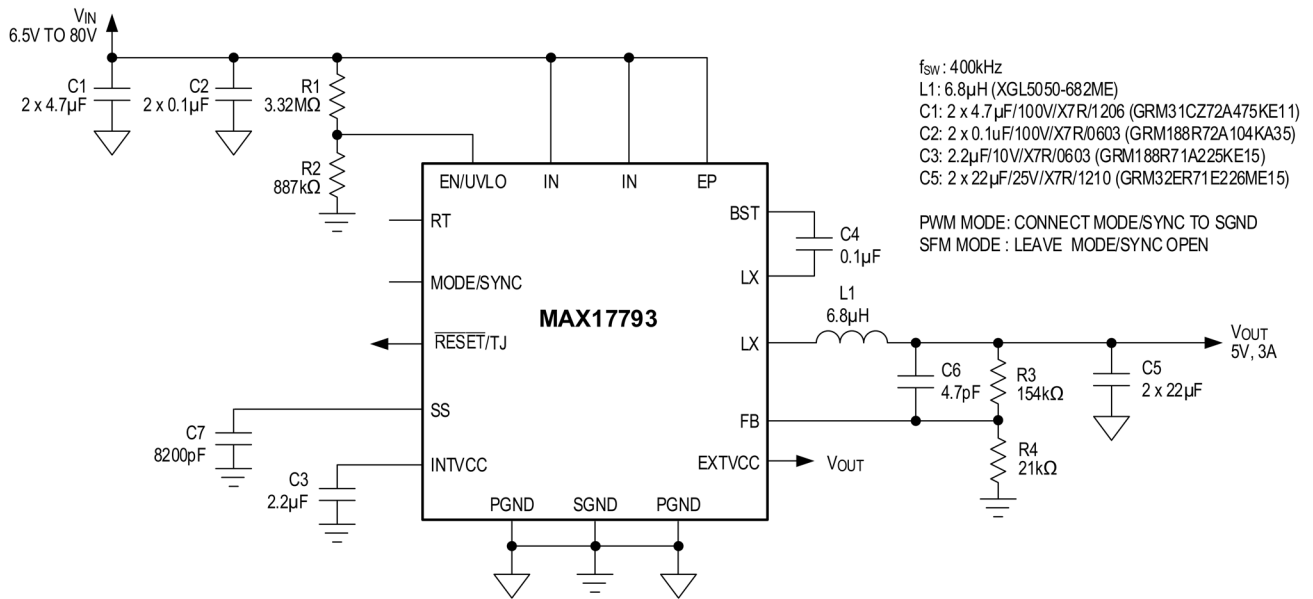 VIN
6.5V TO 80V
C1
2 x 4.7µF
C2
2 x 0.1µF
R1
3.32MΩ
R2
887kΩ
EN/UVLO
IN
IN
EP
RT
MODE/SYNC
RESET/TJ
SS
INTVCC
C7
8200pF
C3
2.2µF
PGND
SGND
PGND
MAX17793
BST
LX
LX
FB
EXTVCC
C4
0.1µF
L1
6.8µH
C6
4.7pF
R3
154kΩ
C5
2 x 22µF
R4
21kΩ
VOUT
5V, 3A
VOUT
fSW : 400kHz
L1: 6.8µH (XGL5050-682ME)
C1: 2 x 4.7µF/100V/X7R/1206 (GRM31CZ72A475KE11)
C2: 2 x 0.1uF/100V/X7R/0603 (GRM188R72A104KA35)
C3: 2.2µF/10V/X7R/0603 (GRM188R71A225KE15)
C5: 2 x 22µF/25V/X7R/1210 (GRM32ER71E226ME15)
PWM MODE: CONNECT MODE/SYNC TO SGND
SFM MODE : LEAVE MODE/SYNC OPEN